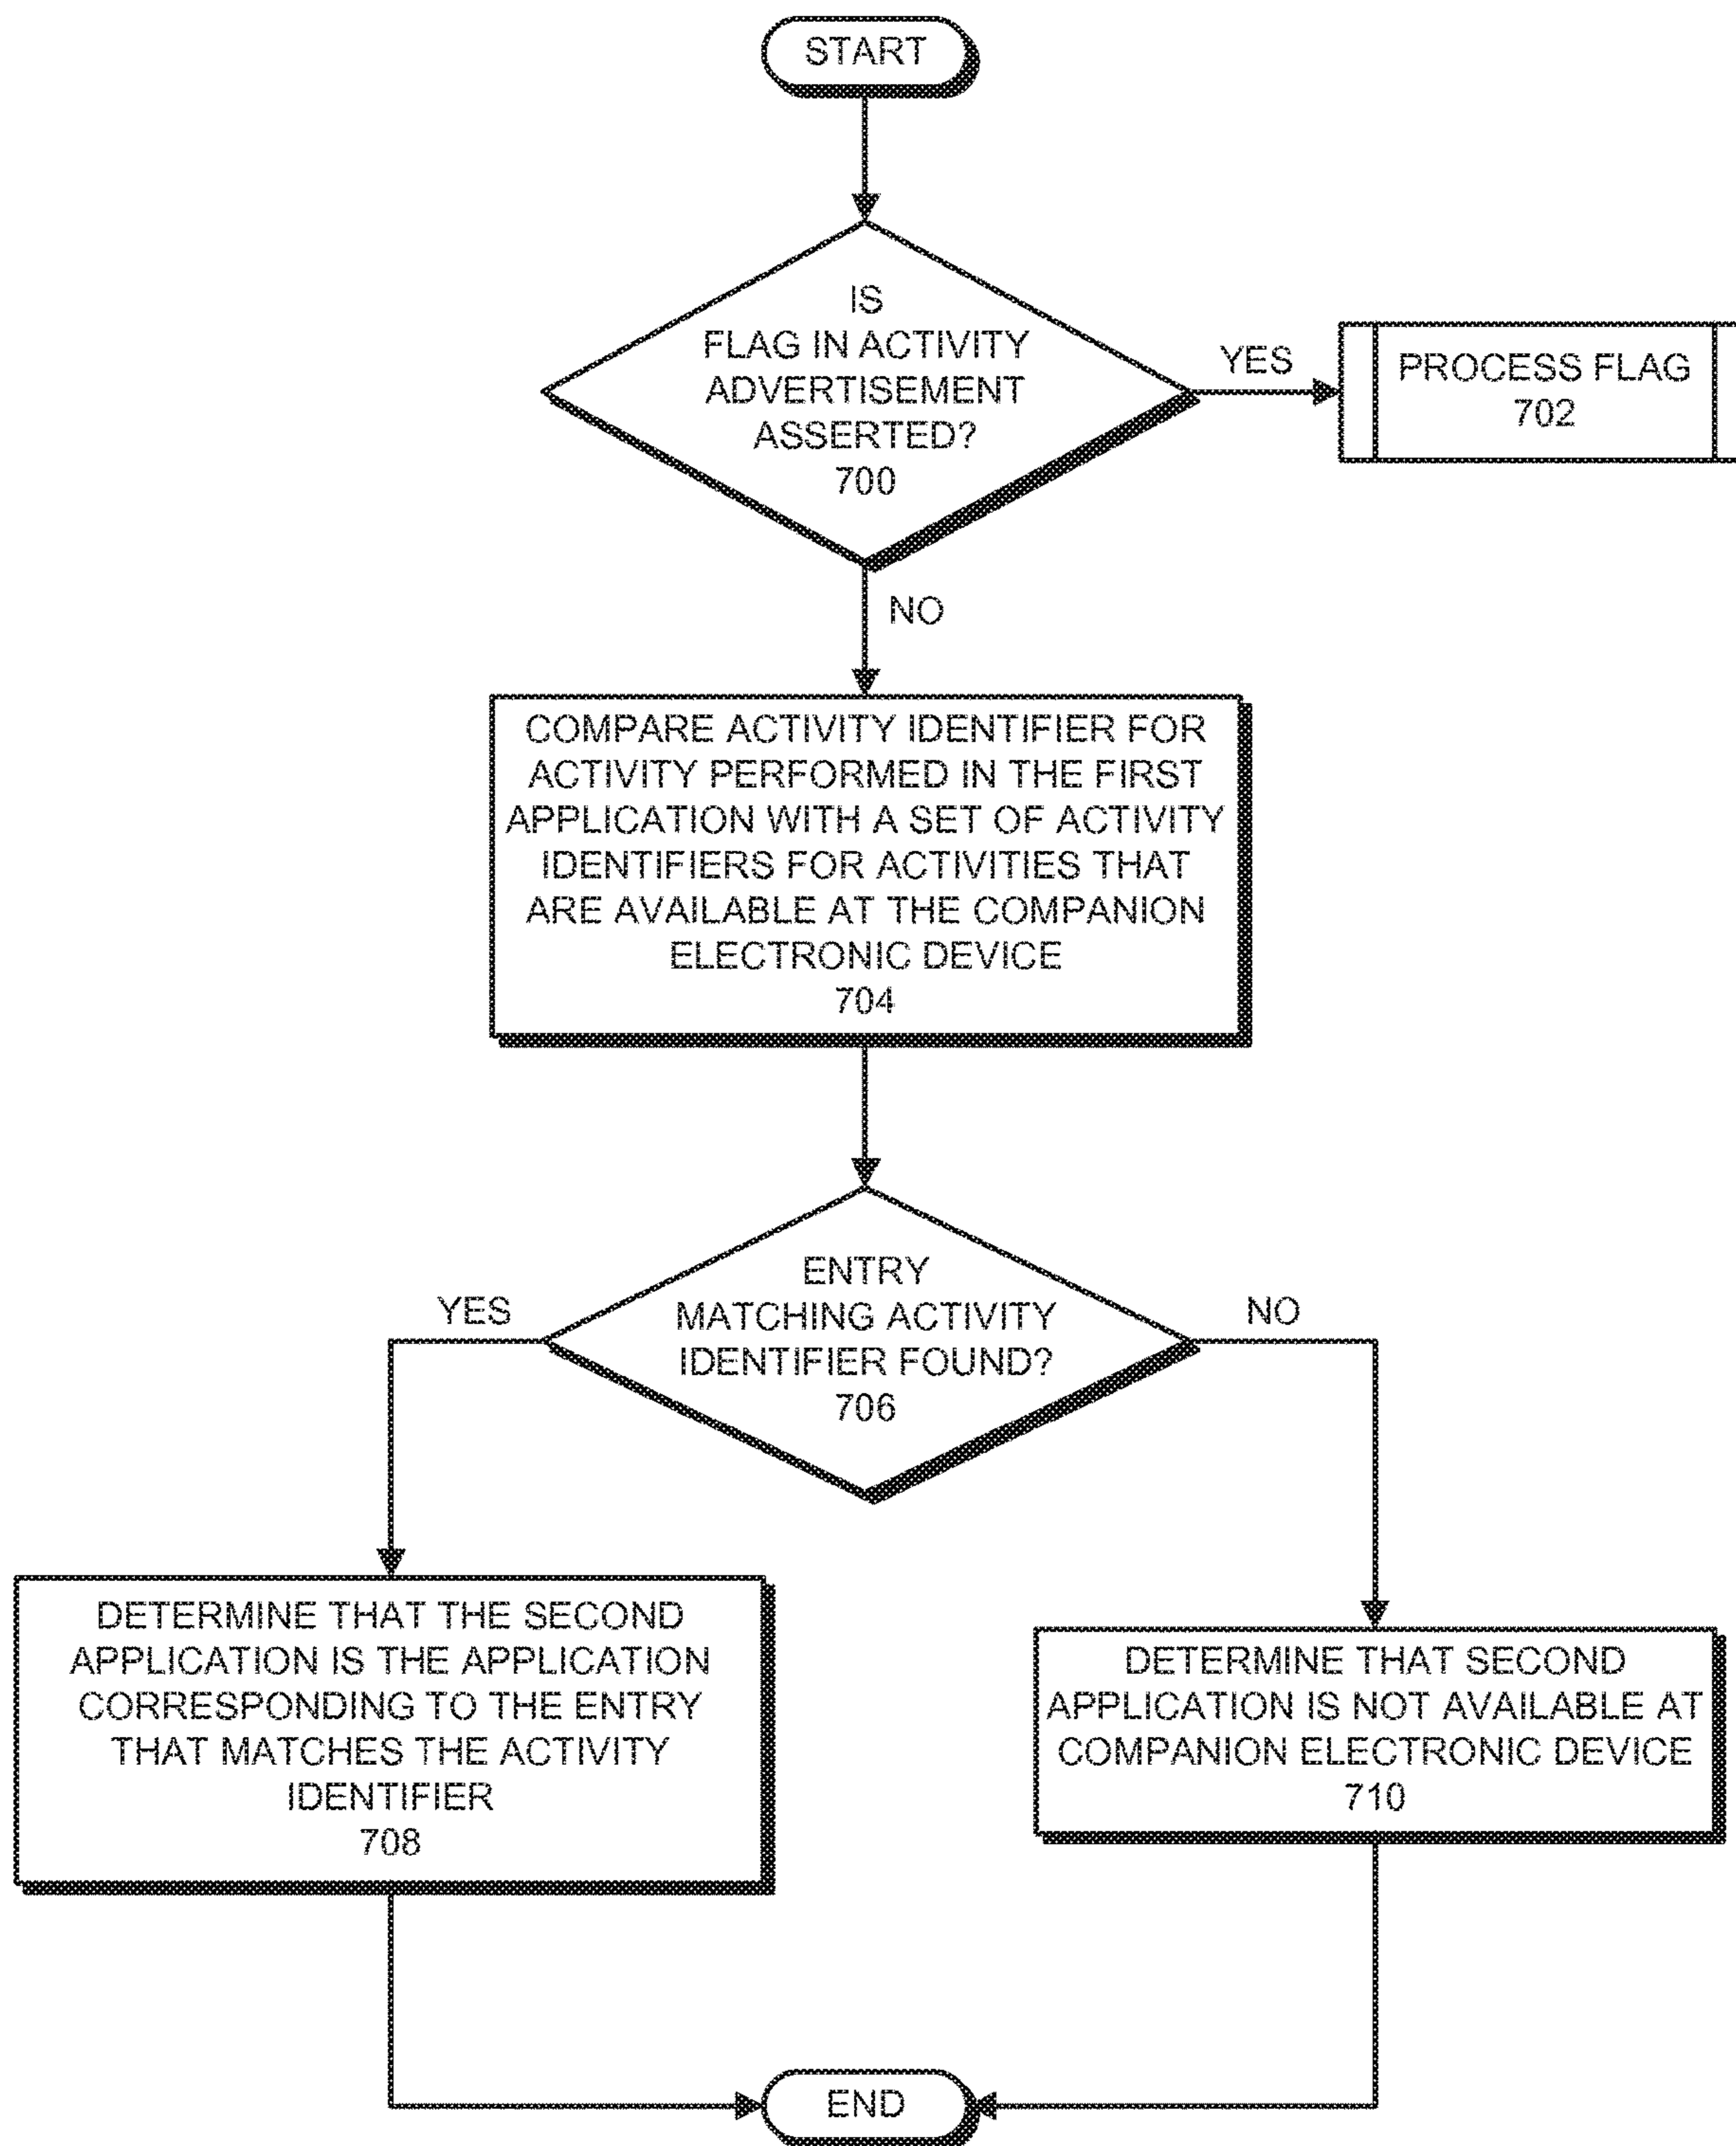 START
IS
FLAG IN ACTIVITY
ADVERTISEMENT
ASSERTED?
700
YES
PROCESS FLAG
702
NO
COMPARE ACTIVITY IDENTIFIER FOR
ACTIVITY PERFORMED IN THE FIRST
APPLICATION WITH A SET OF ACTIVITY
IDENTIFIERS FOR ACTIVITIES THAT
ARE AVAILABLE AT THE COMPANION
ELECTRONIC DEVICE
704
ENTRY
MATCHING ACTIVITY
IDENTIFIER FOUND?
706
YES
NO
DETERMINE THAT THE SECOND
APPLICATION IS THE APPLICATION
CORRESPONDING TO THE ENTRY
THAT MATCHES THE ACTIVITY
IDENTIFIER
708
DETERMINE THAT SECOND
APPLICATION IS NOT AVAILABLE AT
COMPANION ELECTRONIC DEVICE
710
END